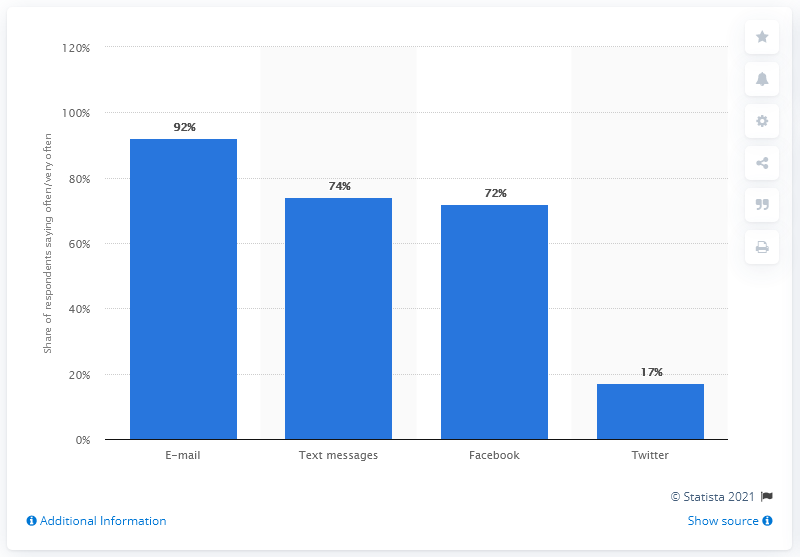 120%
100%
80%
60%
40%
20%
0%
Share of respondents saying often/very often
92%
74%
72%
17%
E-mail
Text messages
Facebook
Twitter
© Statista 2021
Additional Information
Show source